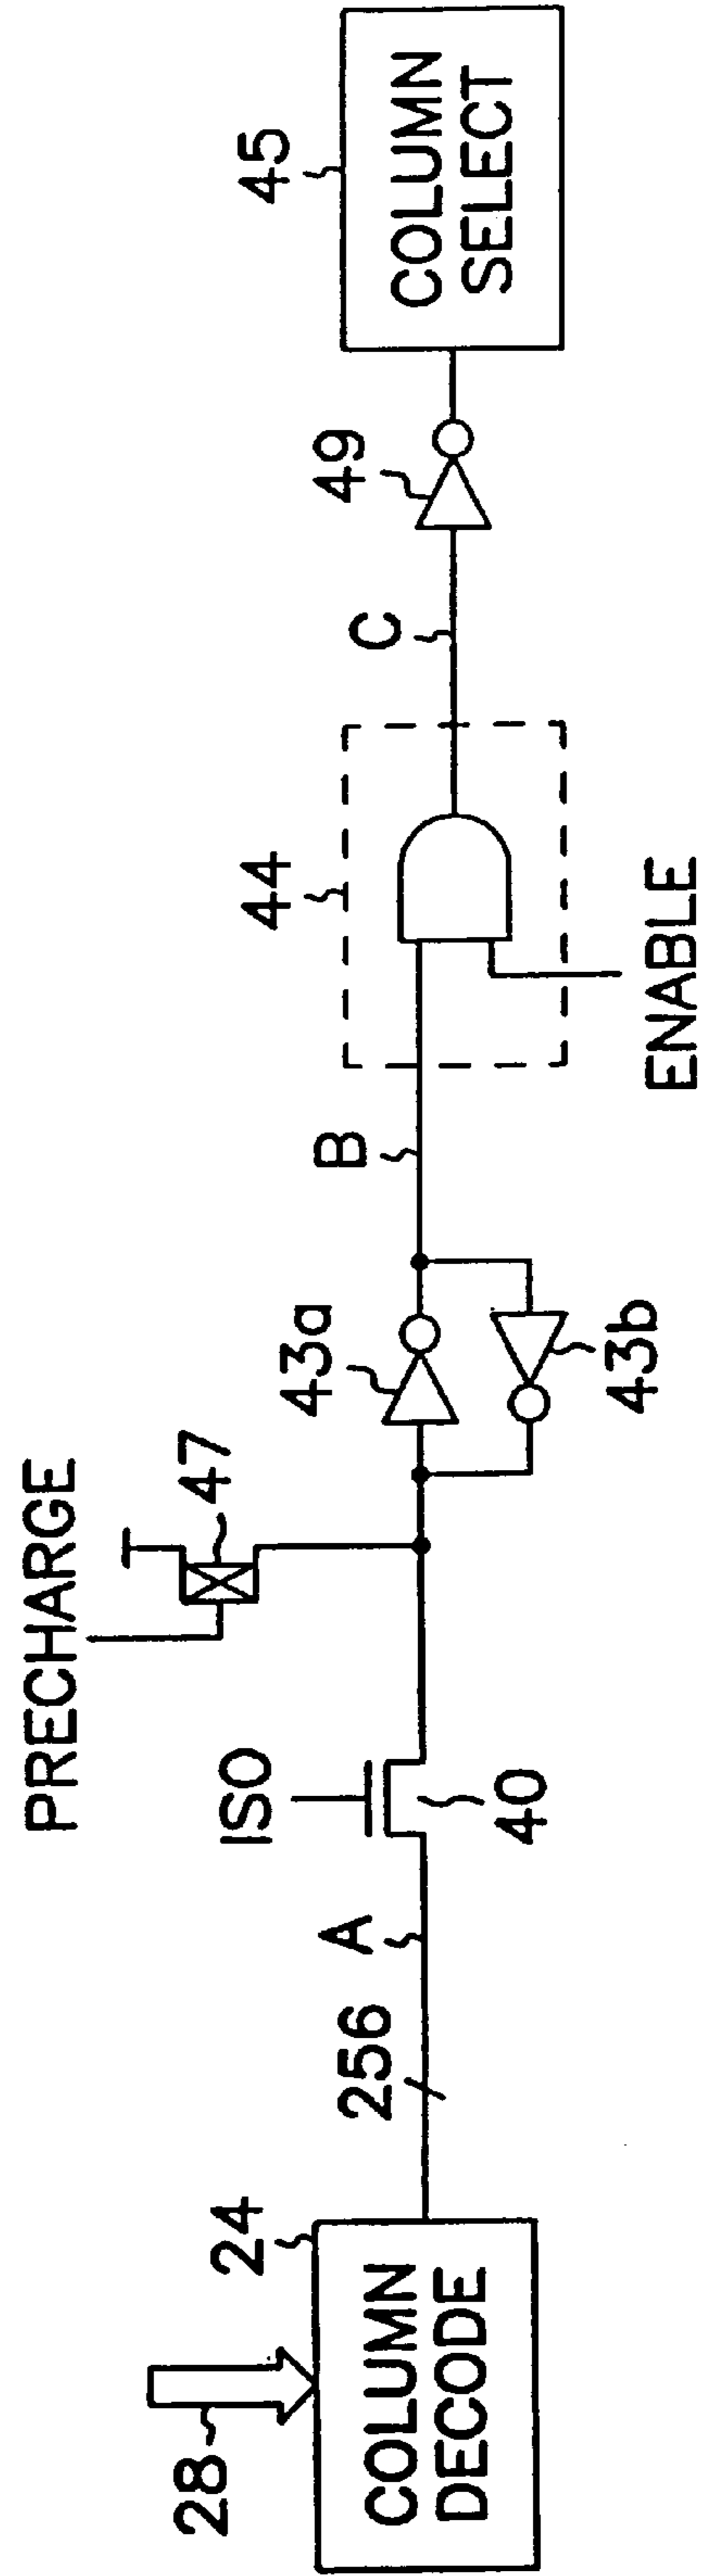 PRECHARGE
28
24
COLUMN
DECODE
256
A
ISO
40
47
43a
43b
B
44
ENABLE
C
49
45
COLUMN
SELECT